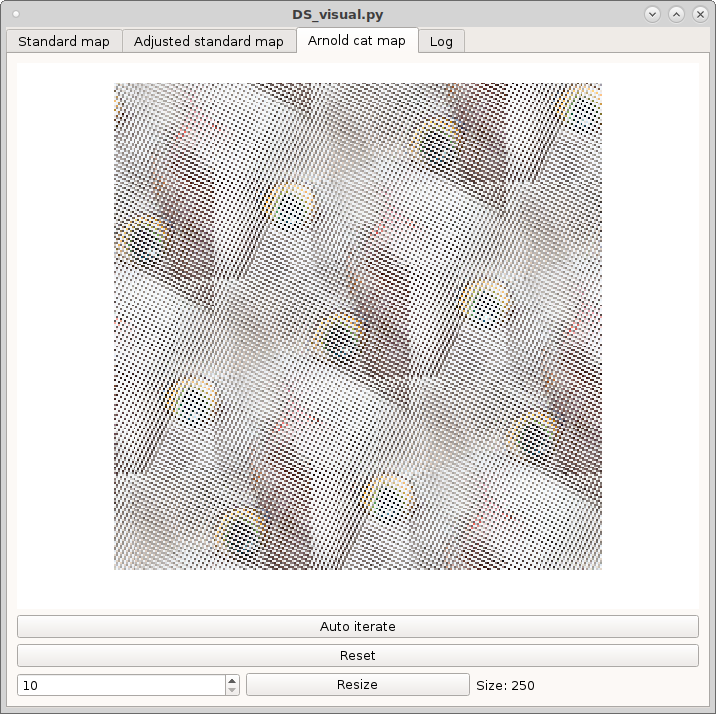 DS_visual.py
Standard map
Adjusted standard map
Arnold cat map
Log
Auto iterate
Reset
10
Resize
Size: 250